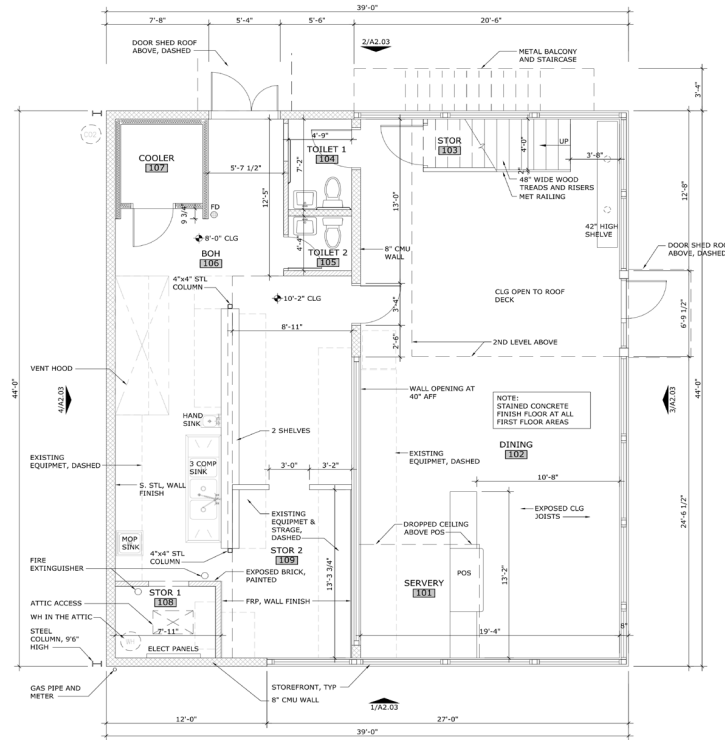 39'-0"
7'-8"
5'-4"
5'-6"
20'-6"
DOOR SHED ROOF
ABOVE, DASHED
2/A2.03
METAL BALCONY
AND STAIRCASE
3'-4"
CO2
COOLER
107
4'-9"
TOILET 1
104
STOR
103
4'-0"
UP
3'-8"
5'-7 1/2"
7'-2"
2"
48" WIDE WOOD
TREADS AND RISERS
MET RAILING
12'-5"
13'-0"
12'-8"
9 3/4"
FD
8'-0" CLG
4'-4"
TOILET 2
105
8" CMU
WALL
42" HIGH
SHELVE
DOOR SHED ROO
ABOVE, DASHED
BOH
106
4"x4" STL
COLUMN
10'-2" CLG
CLG OPEN TO ROOF
DECK
8'-11"
3'-4"
6'-9 1/2"
2'-6"
2ND LEVEL ABOVE
VENT HOOD
44'-0"
4/A2.03
WALL OPENING AT
40" AFF
NOTE:
STAINED CONCRETE
FINISH FLOOR AT ALL
FIRST FLOOR AREAS
3/A2.03
44'-0"
HAND
SINK
2 SHELVES
DINING
102
EXISTING
EQUIPMET, DASHED
3 COMP
SINK
EXISTING
EQUIPMET, DASHED
3'-0"
3'-2"
10'-8"
S. STL, WALL
FINISH
EXISTING
EQUIPMET &
STRAGE,
DASHED
EXPOSED CLG
JOISTS
24'-6 1/2"
DROPPED CEILING
ABOVE POS
MOP
SINK
4"x4" STL
COLUMN
STOR 2
109
FIRE
EXTINGUISHER
EXPOSED BRICK,
PAINTED
13'-3 3/4"
SERVERY
101
POS
13'-2"
STOR 1
108
FRP, WALL FINISH
ATTIC ACCESS
WH IN THE ATTIC
WH
7'-11"
19'-4"
8"
STEEL
COLUMN, 9'6"
HIGH
ELECT PANELS
GAS PIPE AND
METER
STOREFRONT, TYP
8" CMU WALL
1/A2.03
12'-0"
27'-0"
39'-0"